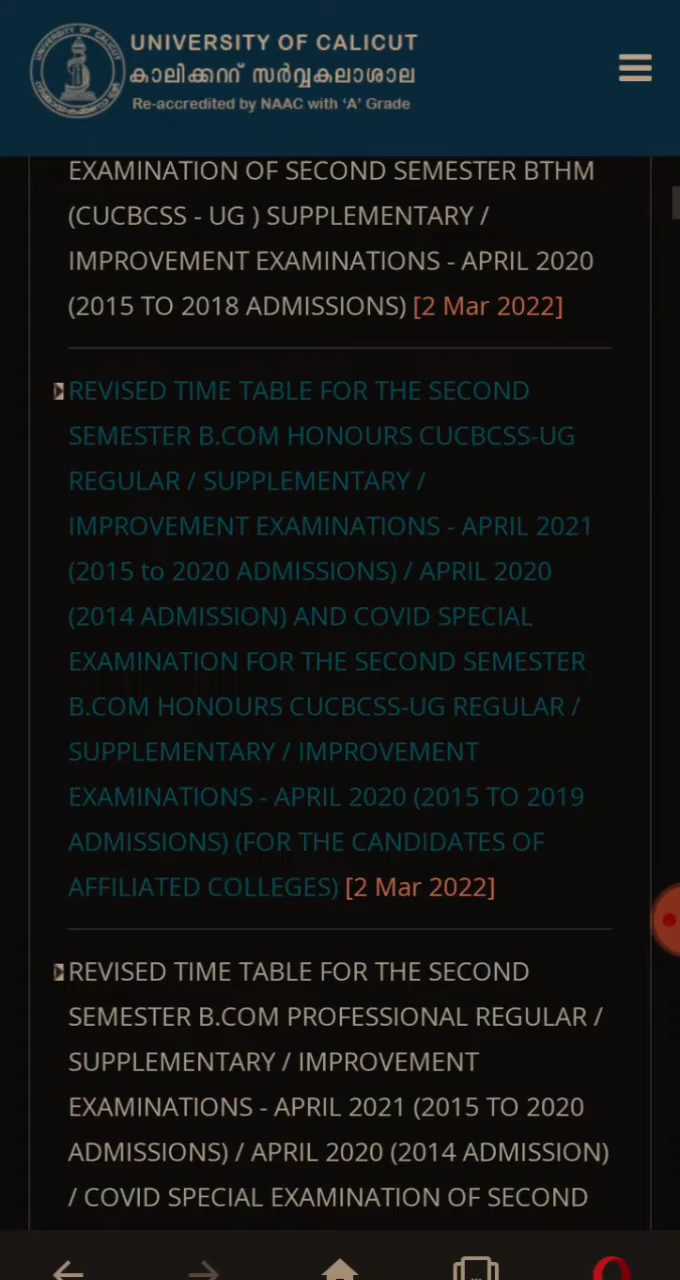 UNIVERSITY OF CALICUT
കാലിക്കററ് സർവ്വകലാശാല
Re-accredited by NAAC with ‘A’ Grade
EXAMINATION OF SECOND SEMESTER BTHM
(CUCBCSS - UG ) SUPPLEMENTARY /
IMPROVEMENT EXAMINATIONS - APRIL 2020
(2015 TO 2018 ADMISSIONS) [2 Mar 2022]
REVISED TIME TABLE FOR THE SECOND
SEMESTER B.COM HONOURS CUCBCSS-UG
REGULAR / SUPPLEMENTARY /
IMPROVEMENT EXAMINATIONS - APRIL 2021
(2015 to 2020 ADMISSIONS) / APRIL 2020
(2014 ADMISSION) AND COVID SPECIAL
EXAMINATION FOR THE SECOND SEMESTER
B.COM HONOURS CUCBCSS-UG REGULAR /
SUPPLEMENTARY / IMPROVEMENT
EXAMINATIONS - APRIL 2020 (2015 TO 2019
ADMISSIONS) (FOR THE CANDIDATES OF
AFFILIATED COLLEGES) [2 Mar 2022]
REVISED TIME TABLE FOR THE SECOND
SEMESTER B.COM PROFESSIONAL REGULAR /
SUPPLEMENTARY / IMPROVEMENT
EXAMINATIONS - APRIL 2021 (2015 TO 2020
ADMISSIONS) / APRIL 2020 (2014 ADMISSION)
/ COVID SPECIAL EXAMINATION OF SECOND